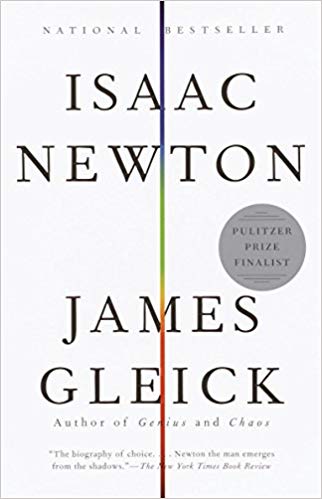 NATIONAL BESTSELLER
ISAAC
NEWTON
PULITZER
PRIZE
FINALIST
JAMES
GLEICK
Author of Genius and Chaos
"The biography of choice. . . . Newton the man emerges
from the shadows."—The New York Times Book Review